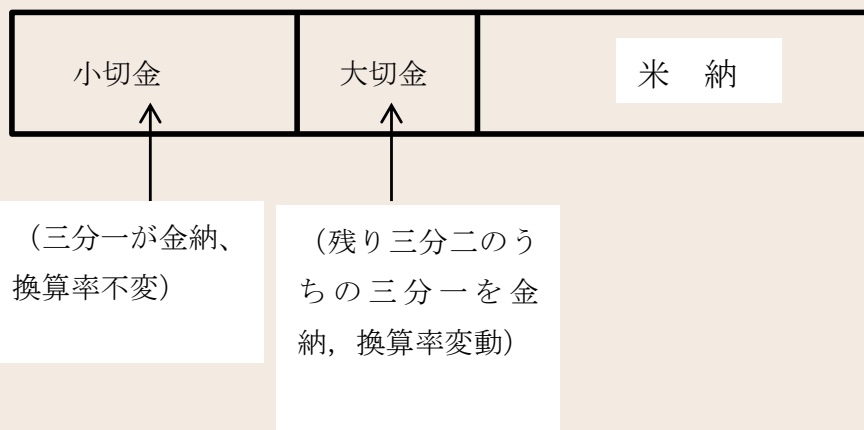 小切金
大切金
米　納
（三分一が金納、
換算率不変）
（残り三分二のう
ちの三分一を金
納，換算率変動）